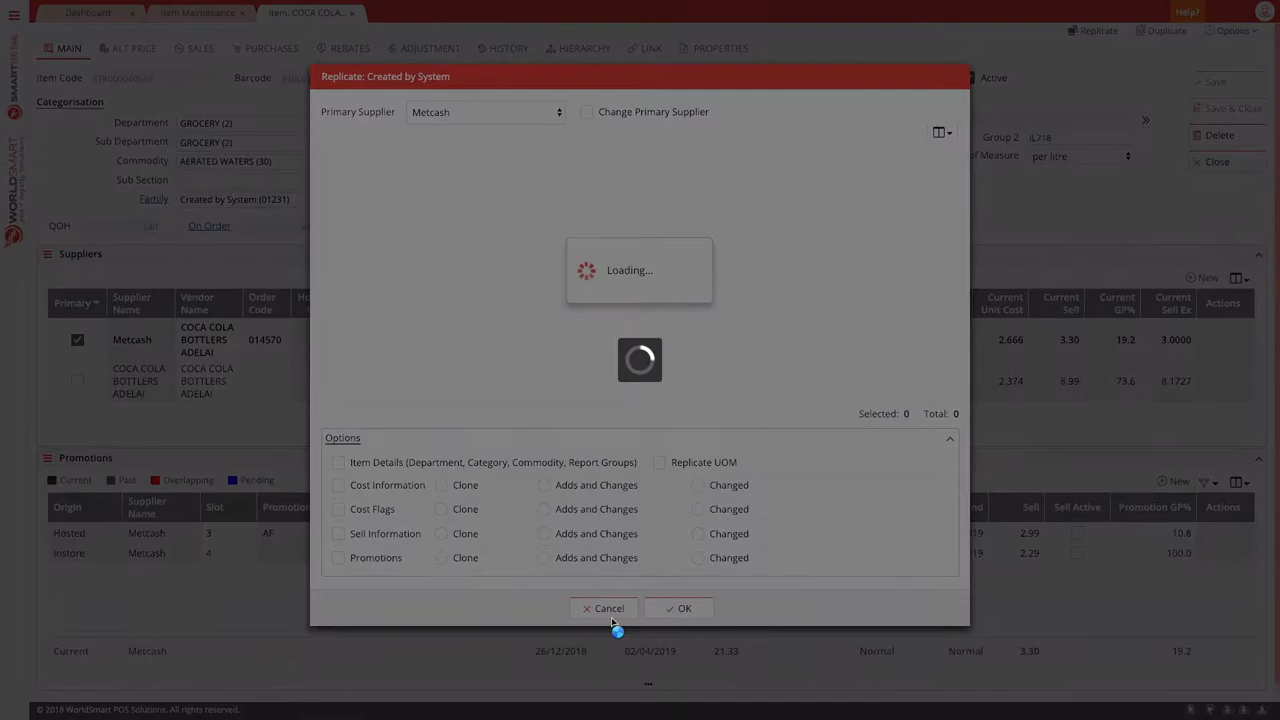 Dashboard × Item Maintenance × Item: COCA COLA... × Help?
Replicate Duplicate Options
MAIN ALT PRICE SALES PURCHASES REBATES ADJUSTMENT HISTORY HIERARCHY LINK PROPERTIES
Item Code Barcode Active Save
Replicate: Created by System
Categorisation
Primary Supplier Metcash Change Primary Supplier
Save & Close
Department GROCERY (2)
Group 2 IL718 Delete
Sub Department GROCERY (2)
of Measure per litre Close
Commodity AERATED WATERS (30)
Sub Section
Family Created by System (01231)
QOH On Order
SMARTRETAIL
WORLDSMART
Suppliers
Loading...
New
Primary Supplier Name Vendor Name Order Code Current Unit Cost Current Sell Current GP% Current Sell Ex Actions
Metcash COCA COLA BOTTLERS ADELAI 014570 2.666 3.30 19.2 3.0000
COCA COLA BOTTLERS ADELAI COCA COLA BOTTLERS ADELAI 2.374 8.99 73.6 8.1727
Selected: 0 Total: 0
Options
Promotions
Item Details (Department, Category, Commodity, Report Groups) Replicate UOM
Current Past Overlapping Pending New
Cost Information Clone Adds and Changes Changed
Cost Flags Clone Adds and Changes Changed
Sell Information Clone Adds and Changes Changed
Promotions Clone Adds and Changes Changed
Origin Supplier Name Slot Promotion Sell Sell Active Promotion GP% Actions
Hosted Metcash 3 AF 019 2.99 10.8
Instore Metcash 4 019 2.29 100.0
Cancel OK
Current Metcash 26/12/2018 02/04/2019 21.33 Normal Normal 3.30 19.2
© 2018 WorldSmart POS Solutions. All rights reserved.